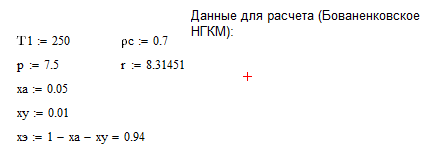 Данные для расчета (Бованенковское
НГКМ):
T1 := 250 ρc := 0.7
p := 7.5 r := 8.31451
xa := 0.05
xy := 0.01
xэ := 1 − xa − xy = 0.94